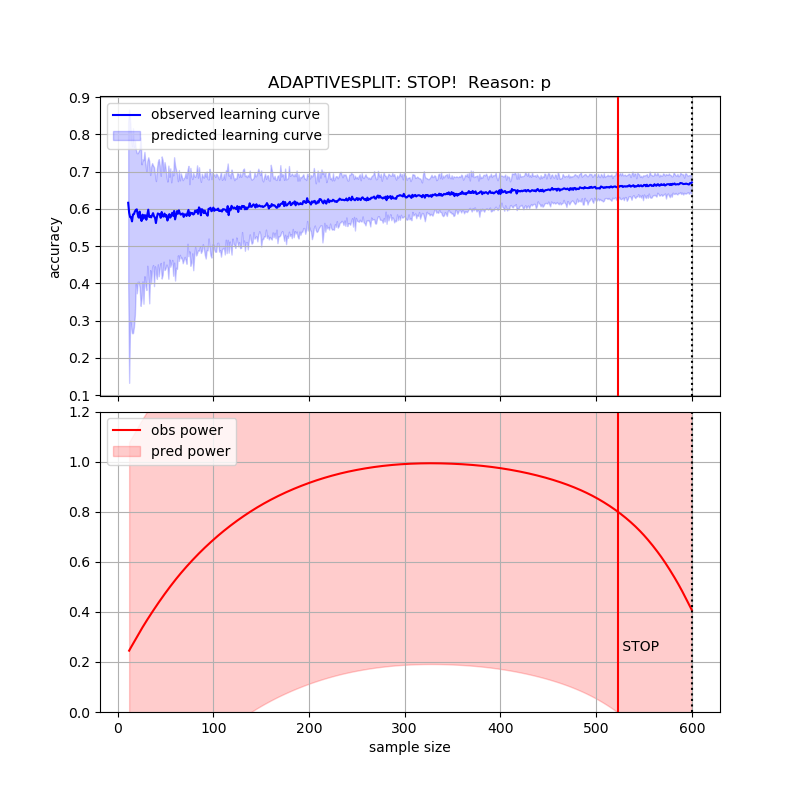 ADAPTIVESPLIT: STOP!  Reason: p
observed learning curve
predicted learning curve
accuracy
0.9
0.8
0.7
0.6
0.5
0.4
0.3
0.2
0.1
obs power
pred power
1.2
1.0
0.8
0.6
0.4
0.2
0.0
STOP
0 100 200 300 400 500 600
sample size